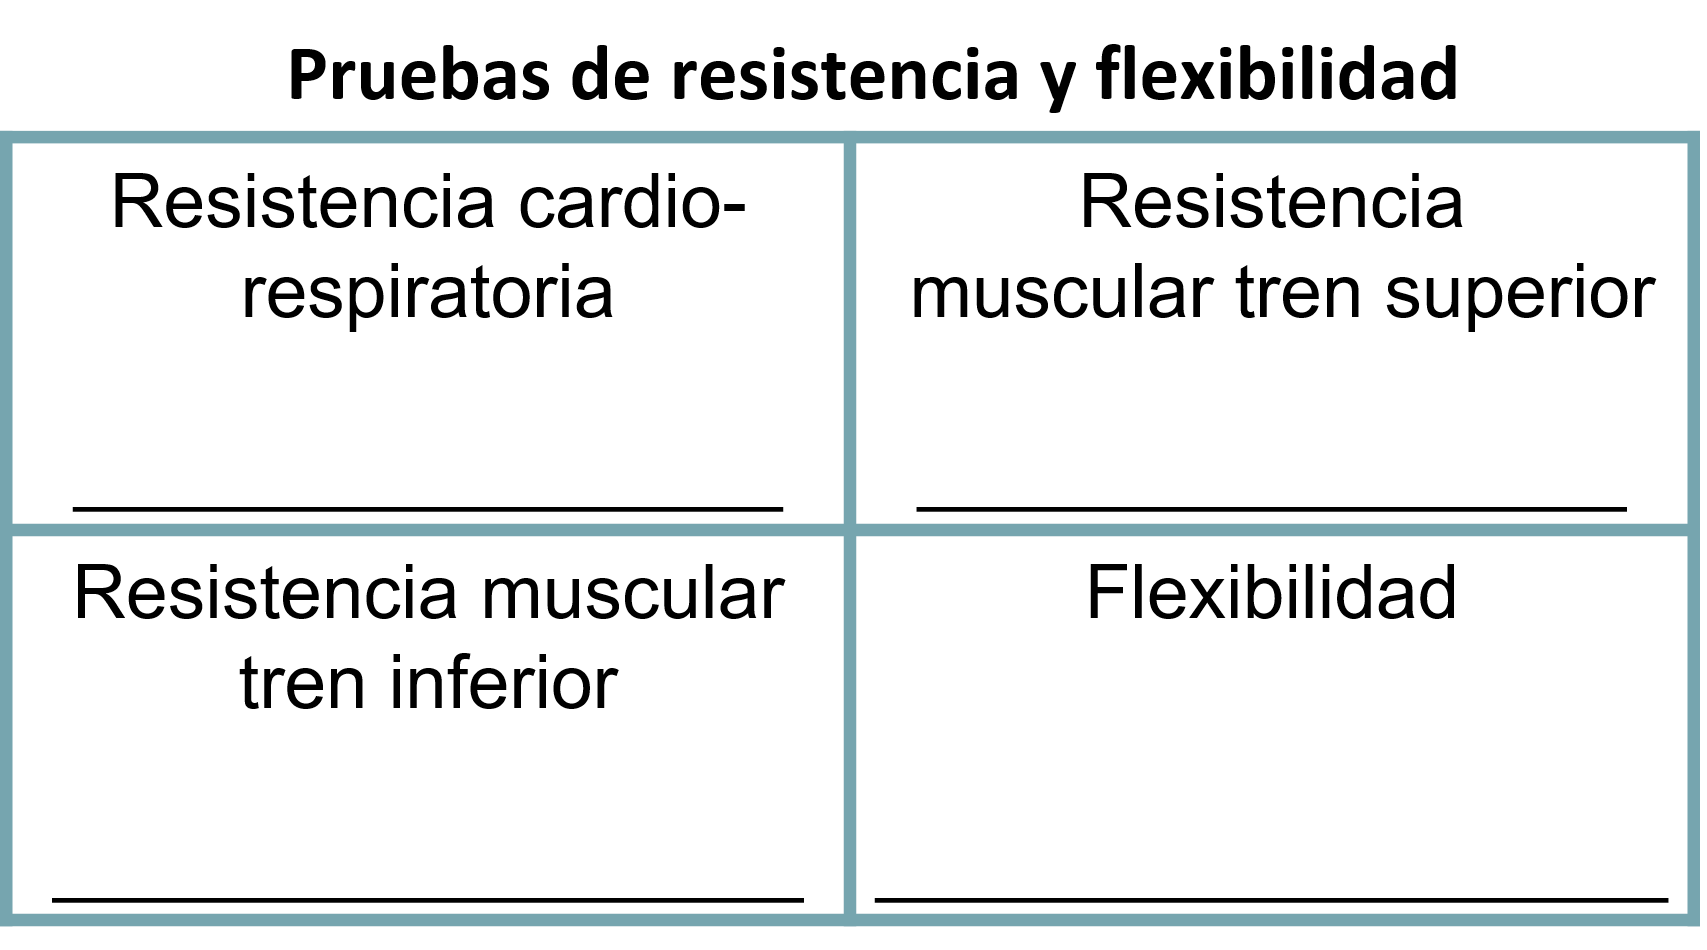 Pruebas de resistencia y flexibilidad
Resistencia cardio-
respiratoria
Resistencia
muscular tren superior
Resistencia muscular
tren inferior
Flexibilidad